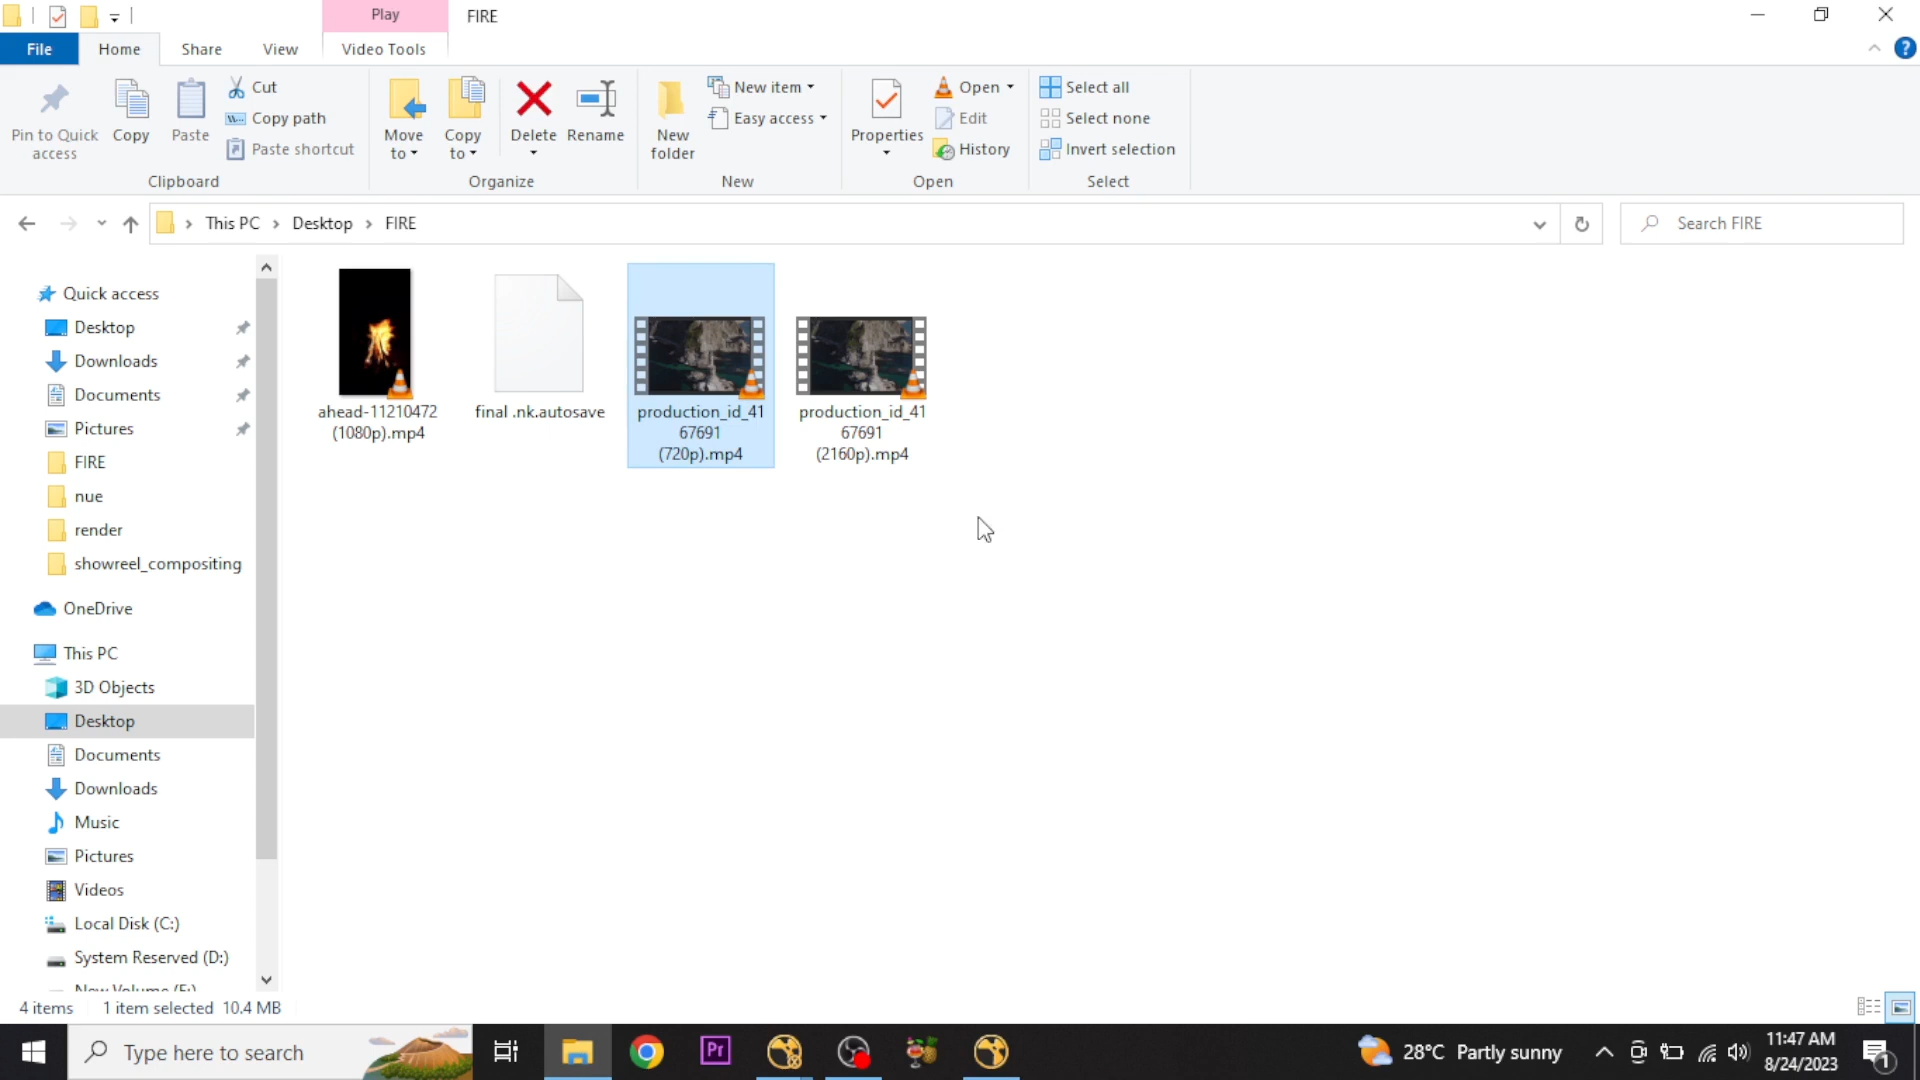 Play
FIRE
File
Home
Share
View
Video Tools
Pin to Quick access
Copy
Paste
Cut
Copy path
Paste shortcut
Clipboard
Move to
Copy to
Delete
Rename
Organize
New folder
New item
Easy access
New
Properties
Open
Edit
History
Open
Select all
Select none
Invert selection
Select
This PC
Desktop
FIRE
Search FIRE
Quick access
Desktop
Downloads
Documents
Pictures
FIRE
nue
render
showreel_compositing
OneDrive
This PC
3D Objects
Desktop
Documents
Downloads
Music
Pictures
Videos
Local Disk (C:)
System Reserved (D:)
New Volume (E:)
ahead-11210472
(1080p).mp4
final .nk.autosave
production_id_41
67691
(720p).mp4
production_id_41
67691
(2160p).mp4
4 items
1 item selected 10.4 MB
Type here to search
Pr
28°C Partly sunny
11:47 AM
8/24/2023
1